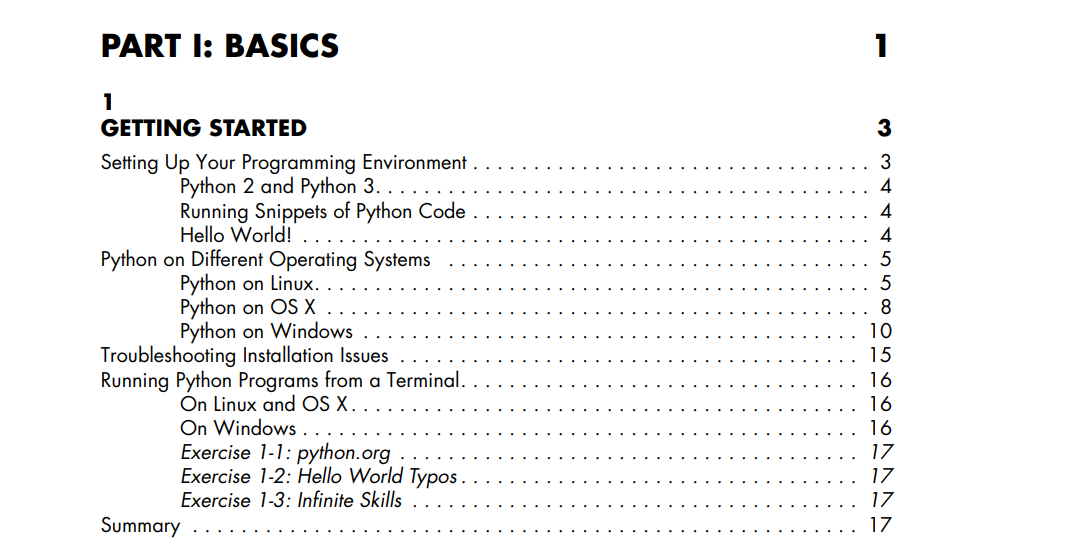 PART I: BASICS 1
1
GETTING STARTED 3
Setting Up Your Programming Environment . . . . . . . . . . . . . . . . . . . . . . . . . . . . . . . . . 3
Python 2 and Python 3. . . . . . . . . . . . . . . . . . . . . . . . . . . . . . . . . . . . . . . . . 4
Running Snippets of Python Code . . . . . . . . . . . . . . . . . . . . . . . . . . . . . . . . . 4
Hello World! . . . . . . . . . . . . . . . . . . . . . . . . . . . . . . . . . . . . . . . . . . . . . . . 4
Python on Different Operating Systems . . . . . . . . . . . . . . . . . . . . . . . . . . . . . . . . . . . 5
Python on Linux. . . . . . . . . . . . . . . . . . . . . . . . . . . . . . . . . . . . . . . . . . . . . . 5
Python on OS X . . . . . . . . . . . . . . . . . . . . . . . . . . . . . . . . . . . . . . . . . . . . . 8
Python on Windows . . . . . . . . . . . . . . . . . . . . . . . . . . . . . . . . . . . . . . . . . 10
Troubleshooting Installation Issues . . . . . . . . . . . . . . . . . . . . . . . . . . . . . . . . . . . . . . 15
Running Python Programs from a Terminal. . . . . . . . . . . . . . . . . . . . . . . . . . . . . . . . . 16
On Linux and OS X. . . . . . . . . . . . . . . . . . . . . . . . . . . . . . . . . . . . . . . . . . 16
On Windows . . . . . . . . . . . . . . . . . . . . . . . . . . . . . . . . . . . . . . . . . . . . . . 16
Exercise 1-1: python.org . . . . . . . . . . . . . . . . . . . . . . . . . . . . . . . . . . . . . . 17
Exercise 1-2: Hello World Typos. . . . . . . . . . . . . . . . . . . . . . . . . . . . . . . . . 17
Exercise 1-3: Infinite Skills . . . . . . . . . . . . . . . . . . . . . . . . . . . . . . . . . . . . . 17
Summary . . . . . . . . . . . . . . . . . . . . . . . . . . . . . . . . . . . . . . . . . . . . . . . . . . . . . . . 17